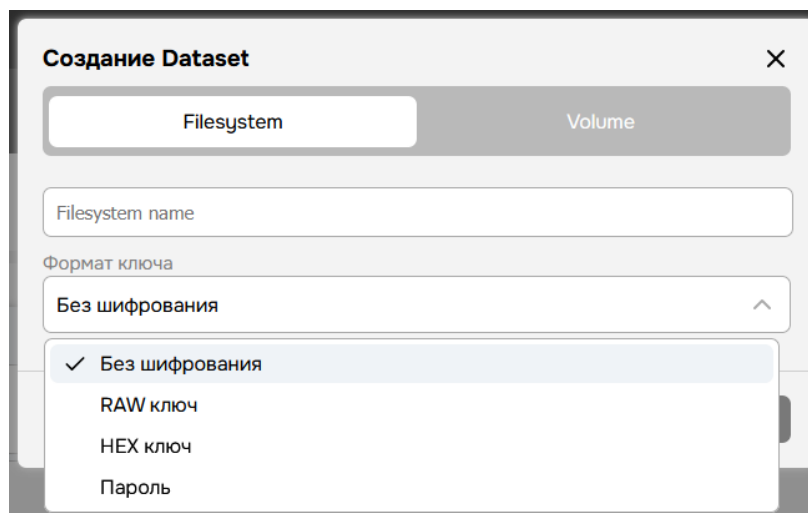 Создание Dataset
Filesystem
Volume
Filesystem name
Формат ключа
Без шифрования
Без шифрования
RAW ключ
HEX ключ
Пароль